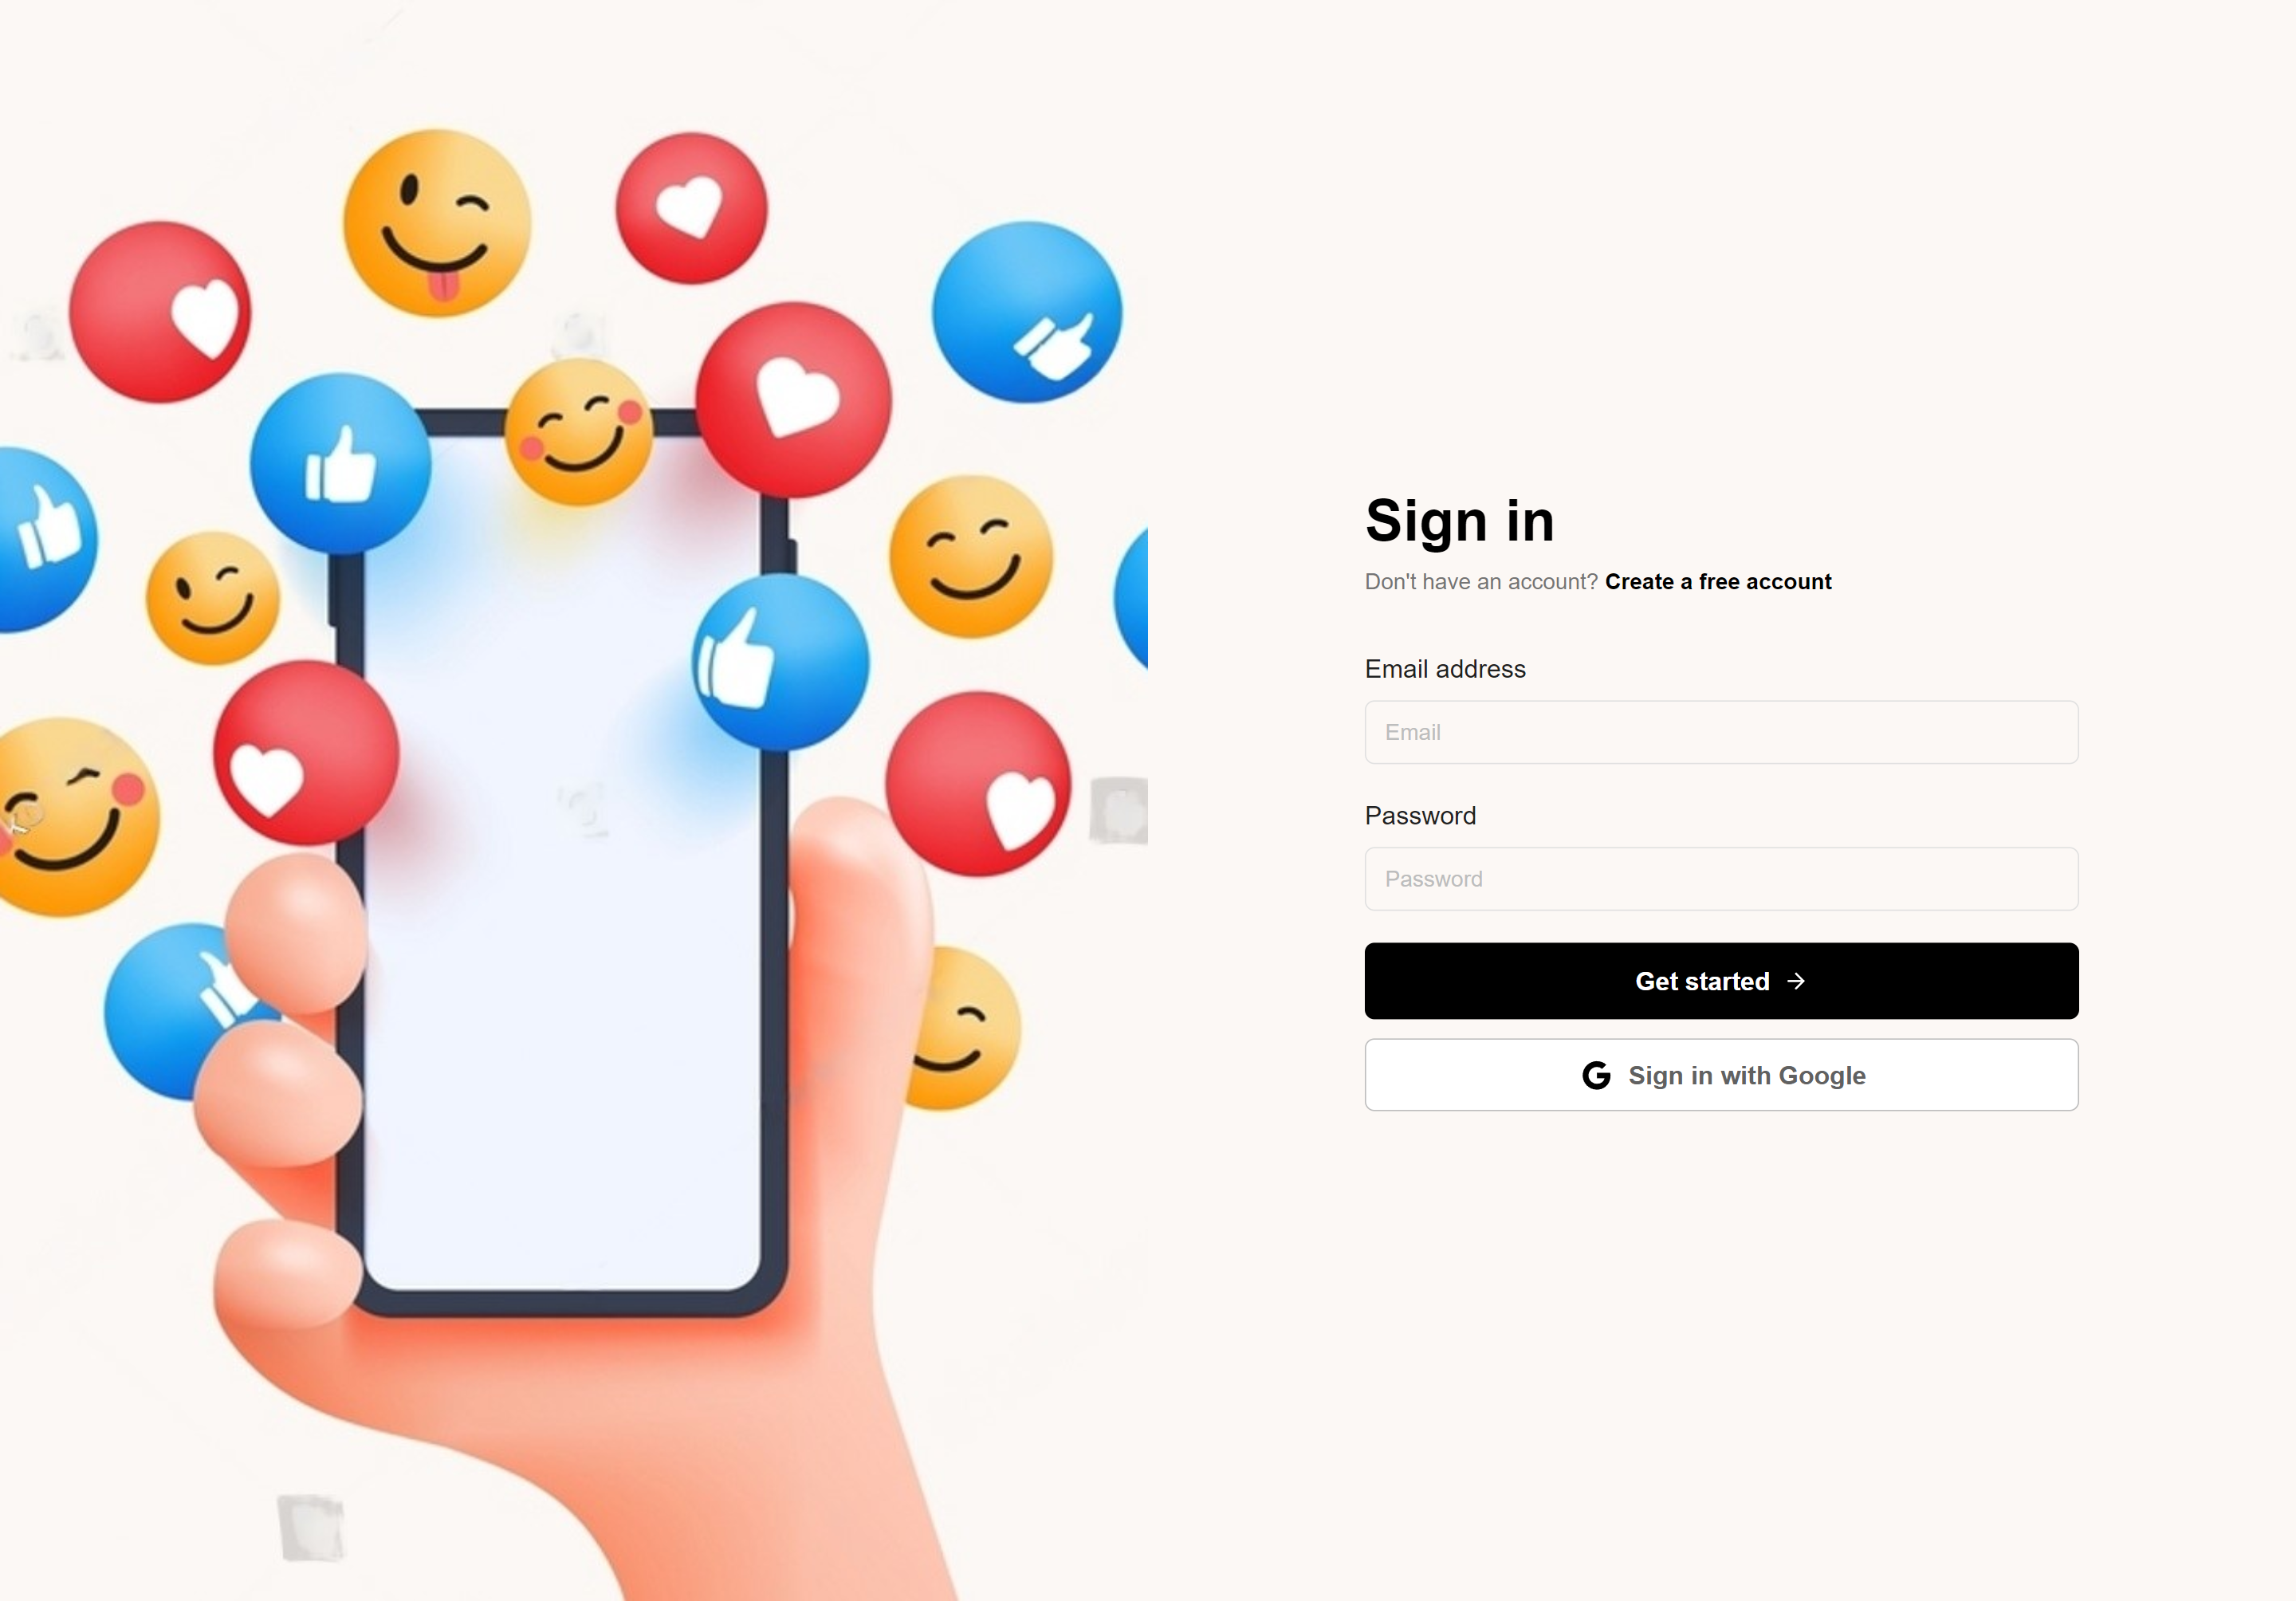 Sign in
Don't have an account? Create a free account
Email address
Email
Password
Password
Get started →
Sign in with Google